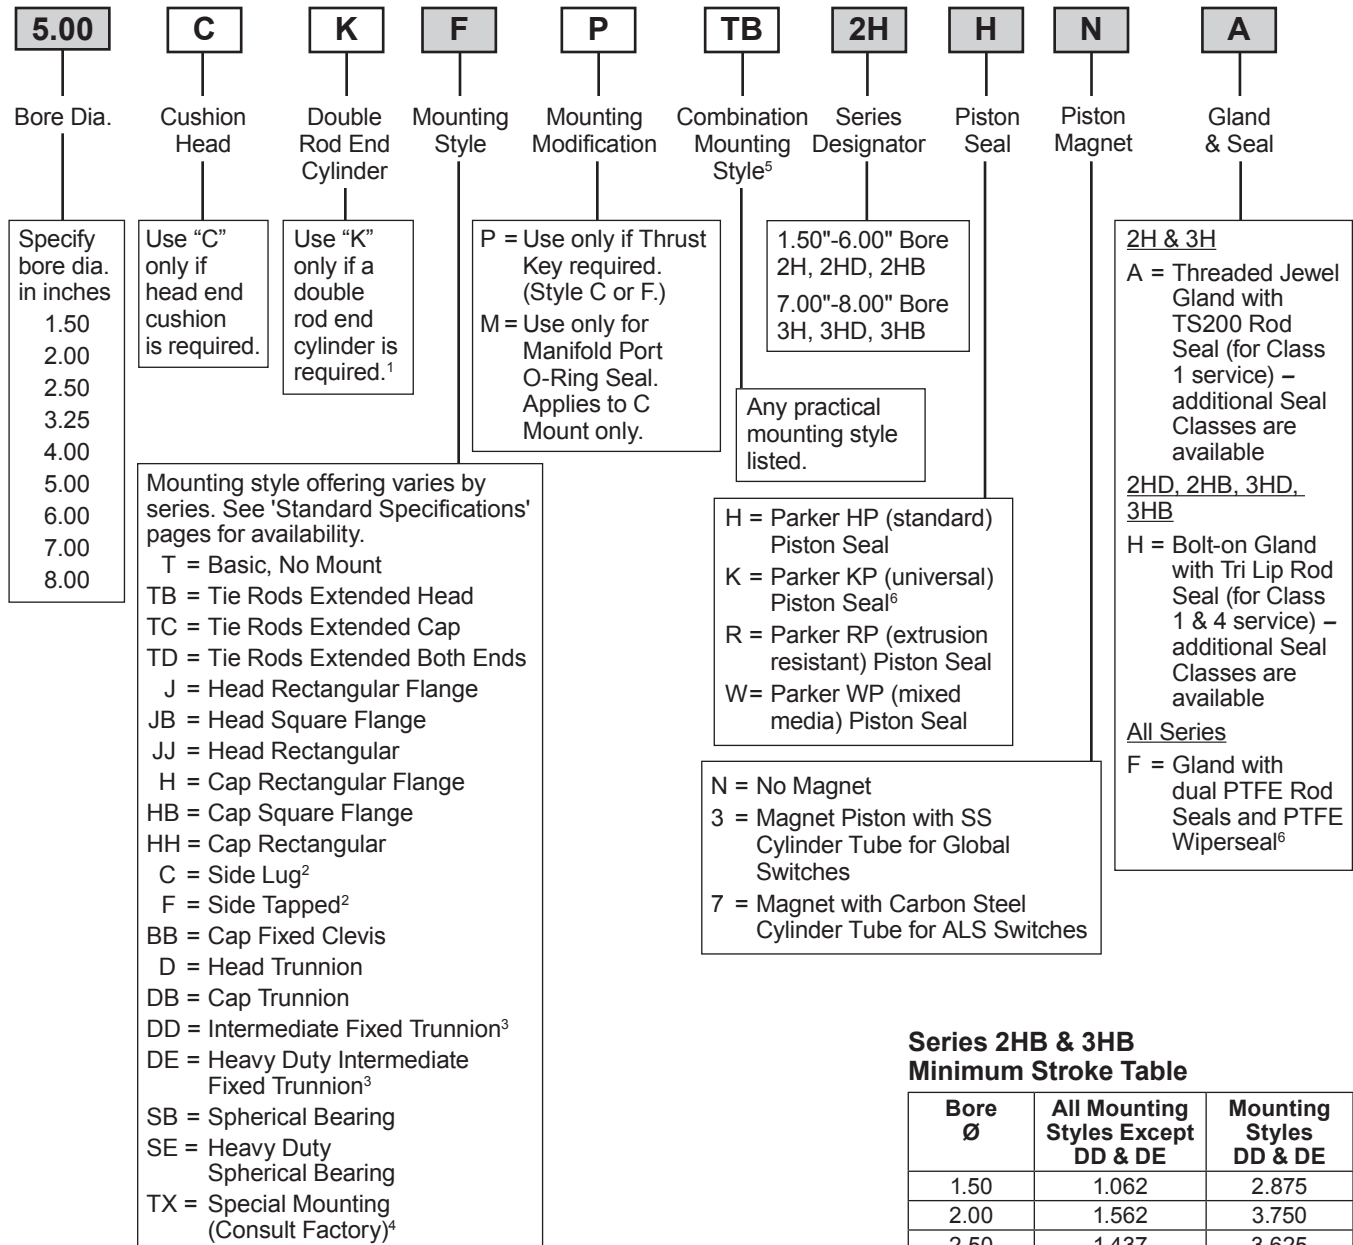 5.00 C K F P TB 2H H N A
Bore Dia.
Cushion
Head
Double
Rod End
Cylinder
Mounting
Style
Mounting
Modification
Combination
Mounting
Style5
Series
Designator
Piston
Seal
Piston
Magnet
Gland
& Seal
Specify
bore dia.
in inches
1.50
2.00
2.50
3.25
4.00
5.00
6.00
7.00
8.00
Use “C”
only if
head end
cushion
is required.
Use “K”
only if a
double
rod end
cylinder is
required.1
Mounting style offering varies by
series. See 'Standard Specifications'
pages for availability.
T = Basic, No Mount
TB = Tie Rods Extended Head
TC = Tie Rods Extended Cap
TD = Tie Rods Extended Both Ends
J = Head Rectangular Flange
JB = Head Square Flange
JJ = Head Rectangular
H = Cap Rectangular Flange
HB = Cap Square Flange
HH = Cap Rectangular
C = Side Lug2
F = Side Tapped2
BB = Cap Fixed Clevis
D = Head Trunnion
DB = Cap Trunnion
DD = Intermediate Fixed Trunnion3
DE = Heavy Duty Intermediate
Fixed Trunnion3
SB = Spherical Bearing
SE = Heavy Duty
Spherical Bearing
TX = Special Mounting
(Consult Factory)4
P = Use only if Thrust
Key required.
(Style C or F.)
M = Use only for
Manifold Port
O-Ring Seal.
Applies to C
Mount only.
Any practical
mounting style
listed.
1.50"-6.00" Bore
2H, 2HD, 2HB
7.00"-8.00" Bore
3H, 3HD, 3HB
H = Parker HP (standard)
Piston Seal
K = Parker KP (universal)
Piston Seal6
R = Parker RP (extrusion
resistant) Piston Seal
W= Parker WP (mixed
media) Piston Seal
N = No Magnet
3 = Magnet Piston with SS
Cylinder Tube for Global
Switches
7 = Magnet with Carbon Steel
Cylinder Tube for ALS Switches
2H & 3H
A = Threaded Jewel
Gland with
TS200 Rod
Seal (for Class
1 service) –
additional Seal
Classes are
available
2HD, 2HB, 3HD,
3HB
H = Bolt-on Gland
with Tri Lip Rod
Seal (for Class
1 & 4 service) –
additional Seal
Classes are
available
All Series
F = Gland with
dual PTFE Rod
Seals and PTFE
Wiperseal6
Series 2HB & 3HB
Minimum Stroke Table
Bore
Ø
All Mounting
Styles Except
DD & DE
Mounting
Styles
DD & DE
1.50 1.062 2.875
2.00 1.562 3.750
2.50 1.437 3.625